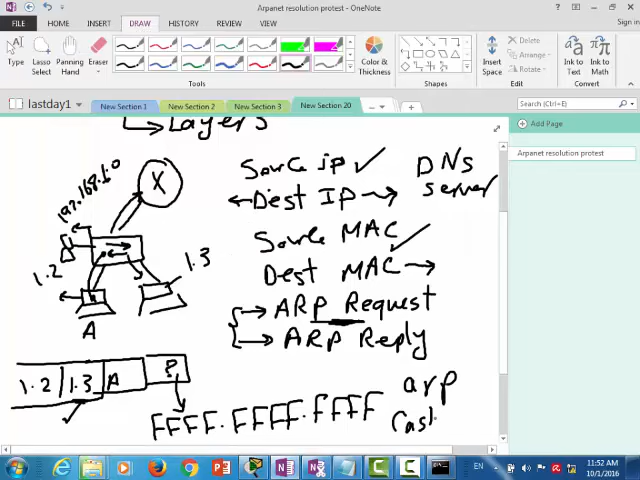 Arpanet resolution protest - OneNote
FILE
HOME
INSERT
DRAW
HISTORY
REVIEW
VIEW
Sign in
Type
Lasso Select
Panning Hand
Eraser
Color & Thickness
Insert Space
Delete
Arrange
Rotate
Ink to Text
Ink to Math
Tools
Shapes
Edit
Convert
lastday1
New Section 1
New Section 2
New Section 3
New Section 20
Search (Ctrl+E)
Add Page
Arpanet resolution protest
Layers
192.168.1.0
X
Source IP
DNS
Dest IP
server
Source MAC
1.3
1.2
Dest MAC
ARP Request
A
ARP Reply
1.2 1.3 A ?
arp
FFFF.FFFF.FFFF
EN
11:52 AM
10/1/2016